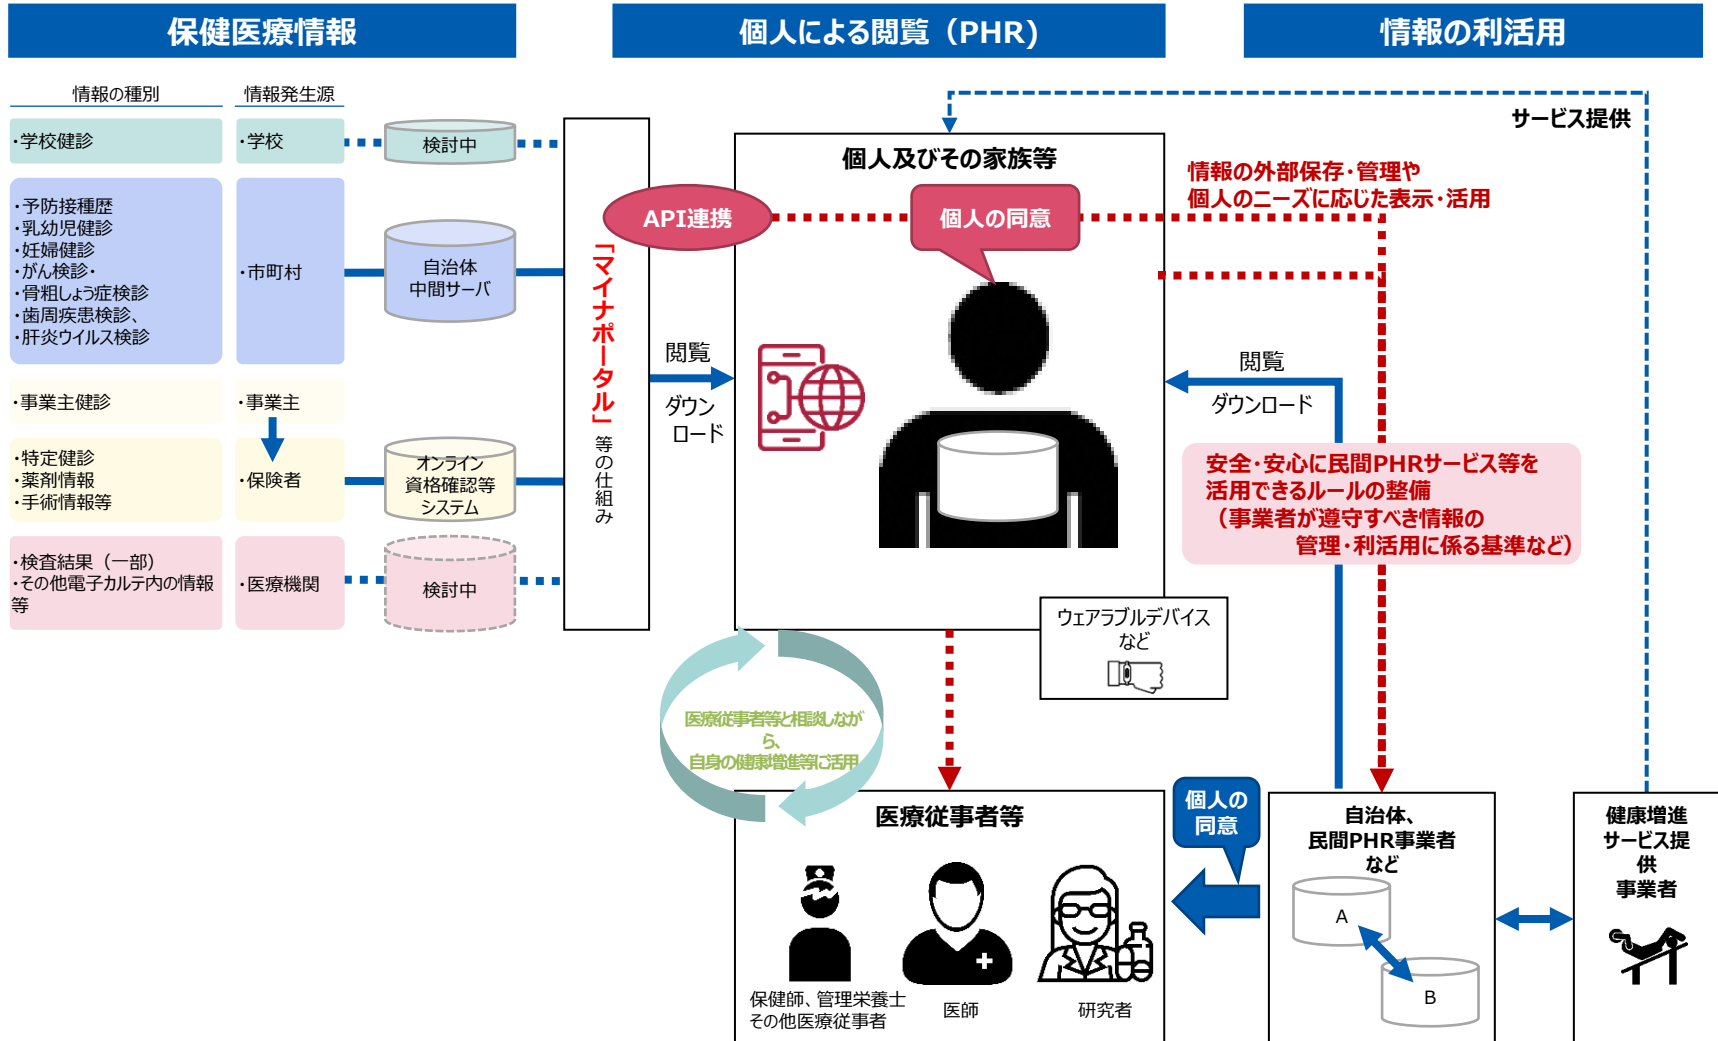 保健医療情報
個人による閲覧（PHR)
情報の利活用
情報の種別
情報発生源
・学校健診
・学校
検討中
・予防接種歴
・乳幼児健診
・妊婦健診
・がん検診・
・骨粗しょう症検診
・歯周疾患検診、
・肝炎ウイルス検診
・市町村
自治体
中間サーバ
・事業主健診
・事業主
・特定健診
・薬剤情報
・手術情報等
・保険者
オンライン
資格確認等
システム
・検査結果（一部）
・その他電子カルテ内の情報
等
・医療機関
検討中
「マイナポータル」等の仕組み
API連携
閲覧
ダウン
ロード
個人及びその家族等
個人の同意
サービス提供
情報の外部保存・管理や
個人のニーズに応じた表示・活用
閲覧
ダウンロード
安全・安心に民間PHRサービス等を
活用できるルールの整備
（事業者が遵守すべき情報の
管理・利活用に係る基準など）
ウェアラブルデバイス
など
医療従事者等と相談しなが
ら、
自身の健康増進等に活用
医療従事者等
保健師、管理栄養士
その他医療従事者
医師
研究者
個人の
同意
自治体、
民間PHR事業者
など
A
B
健康増進
サービス提
供
事業者